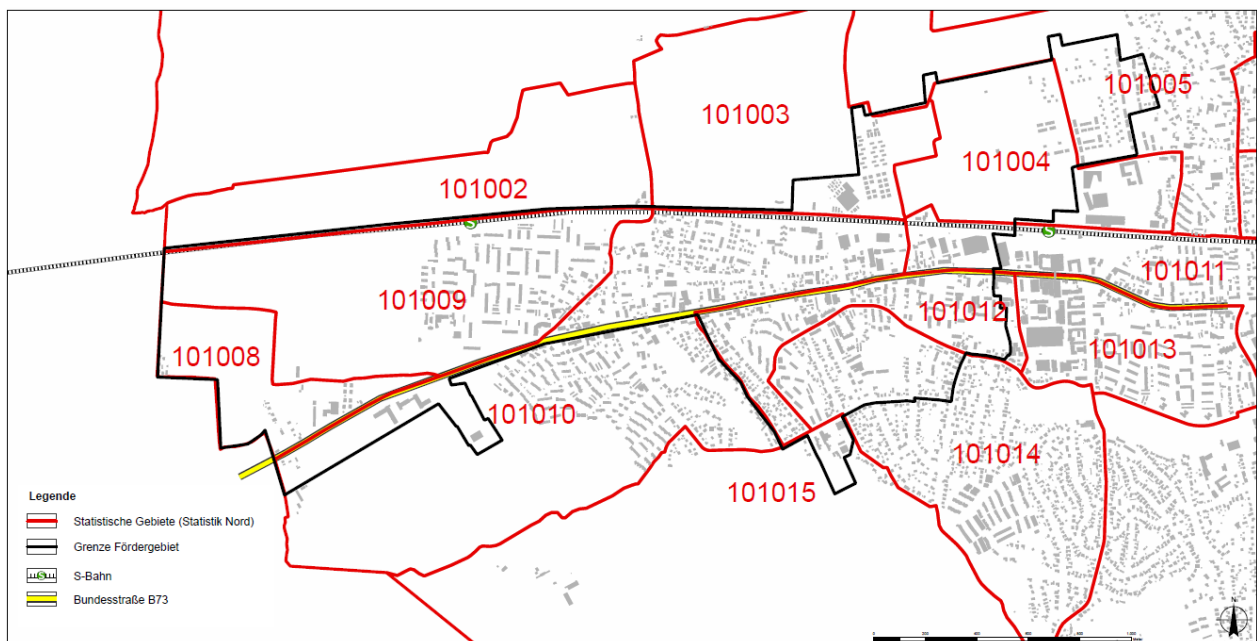 101005
101003
101004
101002
101011
101009
101012
101008
101013
101010
101014
101015
Legende
Statistische Gebiete (Statistik Nord)
Grenze Fördergebiet
S
S-Bahn
Bundesstraße B73
S
S
N